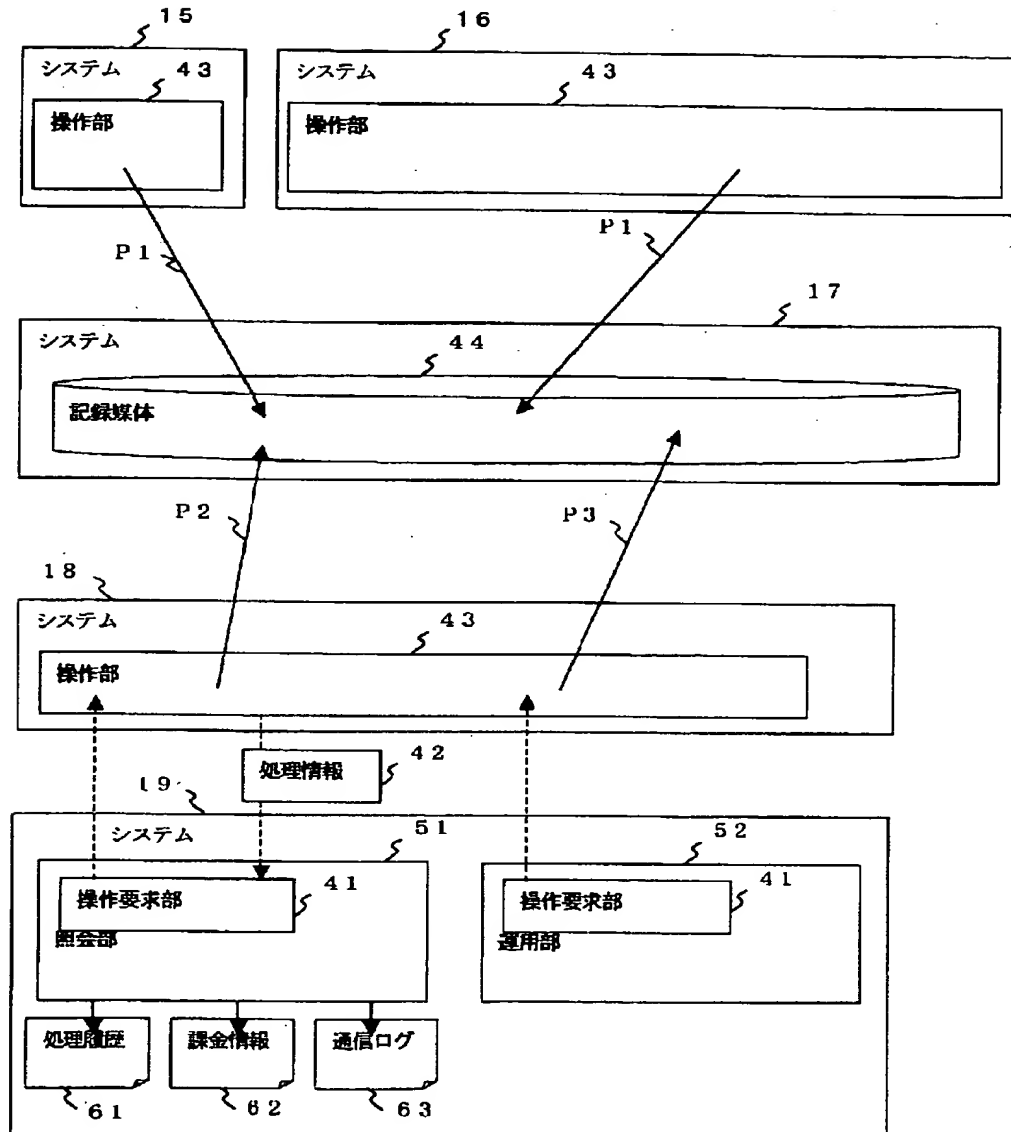 15
16
システム
43
システム
43
操作部
操作部
P1
P1
17
システム
44
記録媒体
P2
P3
18
システム
43
操作部
処理情報
42
19
システム
51
52
操作要求部
41
操作要求部
41
照会部
運用部
処理履歴
課金情報
通信ログ
61
62
63